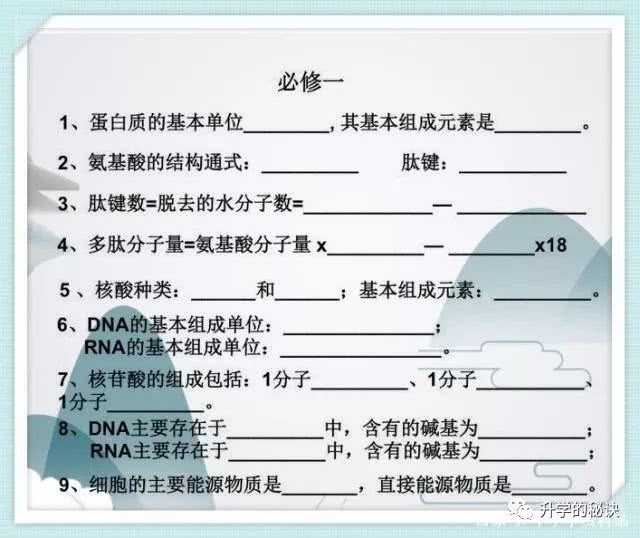 必修一
1、蛋白质的基本单位________, 其基本组成元素是________。
2、氨基酸的结构通式：_________ 肽键：__________
3、肽键数=脱去的水分子数=____________— ____________
4、多肽分子量=氨基酸分子量 x_________— ________x18
5 、核酸种类：______和______；基本组成元素：_________。
6、DNA的基本组成单位：______________；
RNA的基本组成单位：_______________。
7、核苷酸的组成包括：1分子_________、1分子__________、
1分子_________。
8、DNA主要存在于_________中，含有的碱基为__________；
RNA主要存在于_________中，含有的碱基为__________；
9、细胞的主要能源物质是_______，直接能源物质是_______。
升学的秘诀